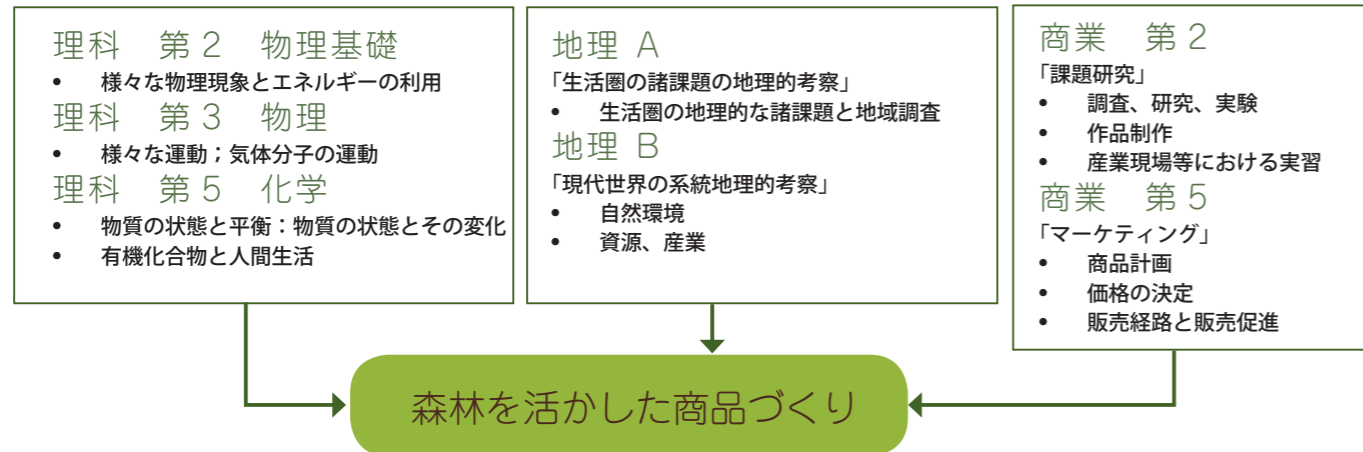 理科　第２　物理基礎
• 様々な物理現象とエネルギーの利用
理科　第３　物理
• 様々な運動；気体分子の運動
理科　第５　化学
• 物質の状態と平衡：物質の状態とその変化
• 有機化合物と人間生活
地理 A
「生活圏の諸課題の地理的考察」
• 生活圏の地理的な諸課題と地域調査
地理 B
「現代世界の系統地理的考察」
• 自然環境
• 資源、産業
商業　第２
「課題研究」
• 調査、研究、実験
• 作品制作
• 産業現場等における実習
商業　第５
「マーケティング」
• 商品計画
• 価格の決定
• 販売経路と販売促進
森林を活かした商品づくり